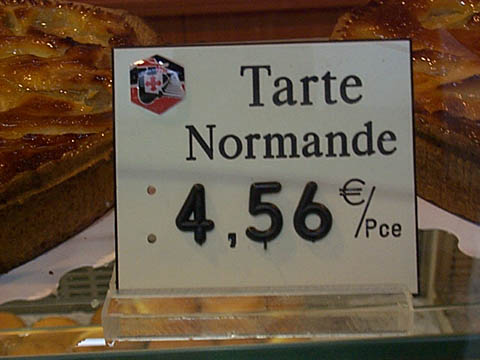 Tarte
Normande
4,56 €/Pce